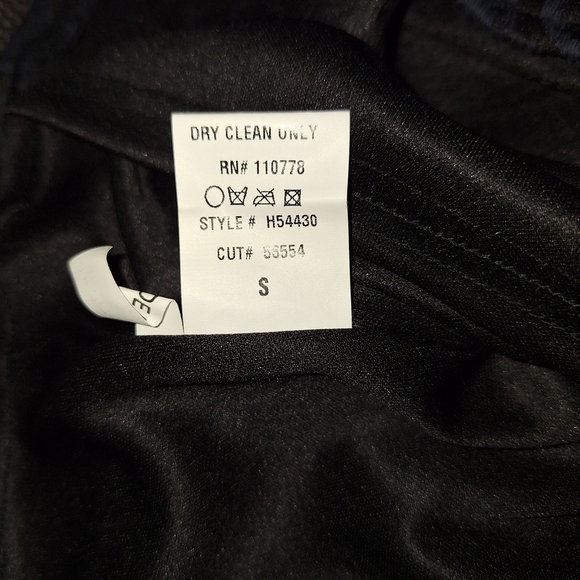 DRY CLEAN ONLY
RN# 110778
STYLE # H54430
CUT# 56554
S